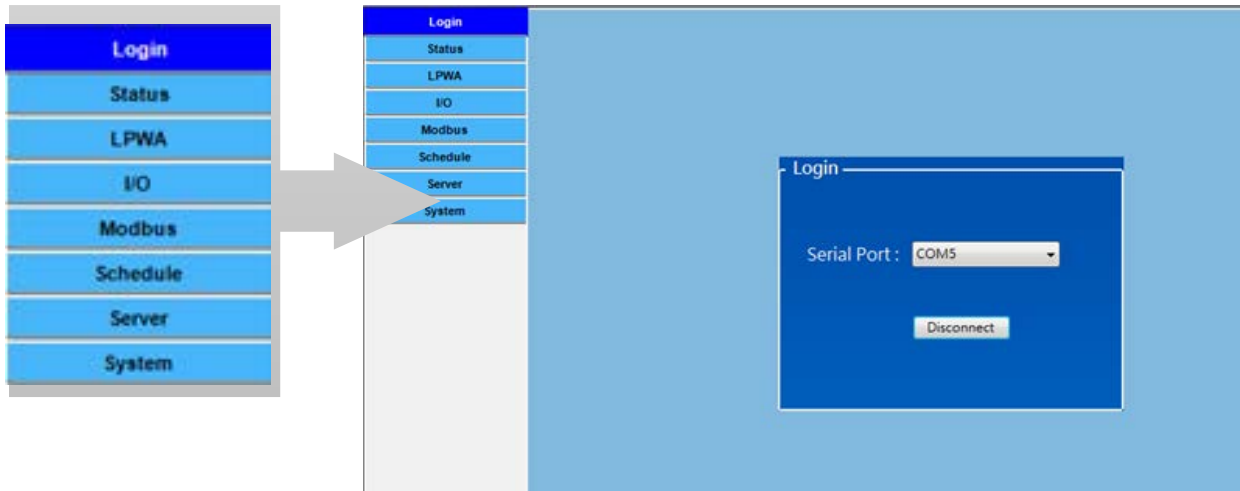 Login
Status
LPWA
I/O
Modbus
Schedule
Server
System
Login
Status
LPWA
I/O
Modbus
Schedule
Server
System
Login
Serial Port : COM5
Disconnect